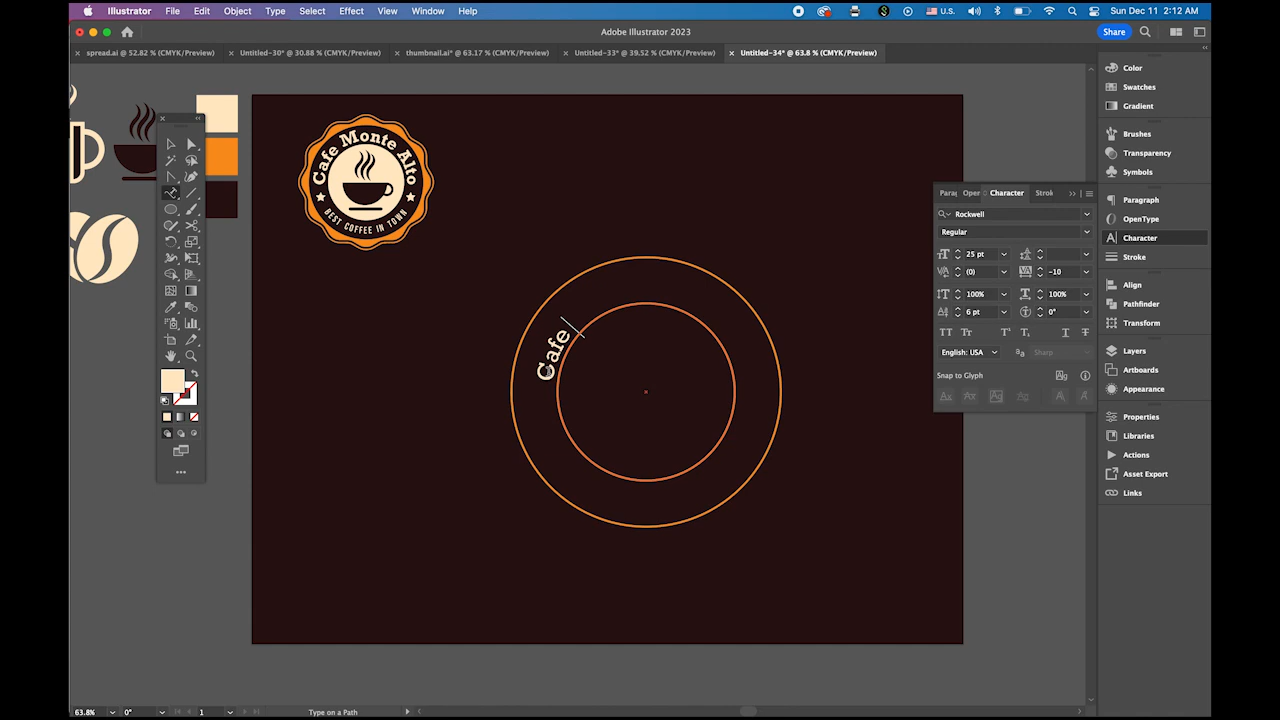 Illustrator File Edit Object Type Select Effect View Window Help
U.S. Sun Dec 11 2:12 AM
Adobe Illustrator 2023
Share
× spread.ai @ 52.82 % (CMYK/Preview)
× Untitled-30* @ 30.88 % (CMYK/Preview)
× thumbnail.ai* @ 63.17 % (CMYK/Preview)
× Untitled-33* @ 39.52 % (CMYK/Preview)
× Untitled-34* @ 63.8 % (CMYK/Preview)
Cafe Monte Alto
BEST COFFEE IN TOWN
Cafe
Para Open Character Strok
Rockwell
Regular
25 pt
(0) -10
100% 100%
6 pt 0°
English: USA Sharp
Snap to Glyph
Color
Swatches
Gradient
Brushes
Transparency
Symbols
Paragraph
OpenType
Character
Stroke
Align
Pathfinder
Transform
Layers
Artboards
Appearance
Properties
Libraries
Actions
Asset Export
Links
63.8% 0° 1 Type on a Path